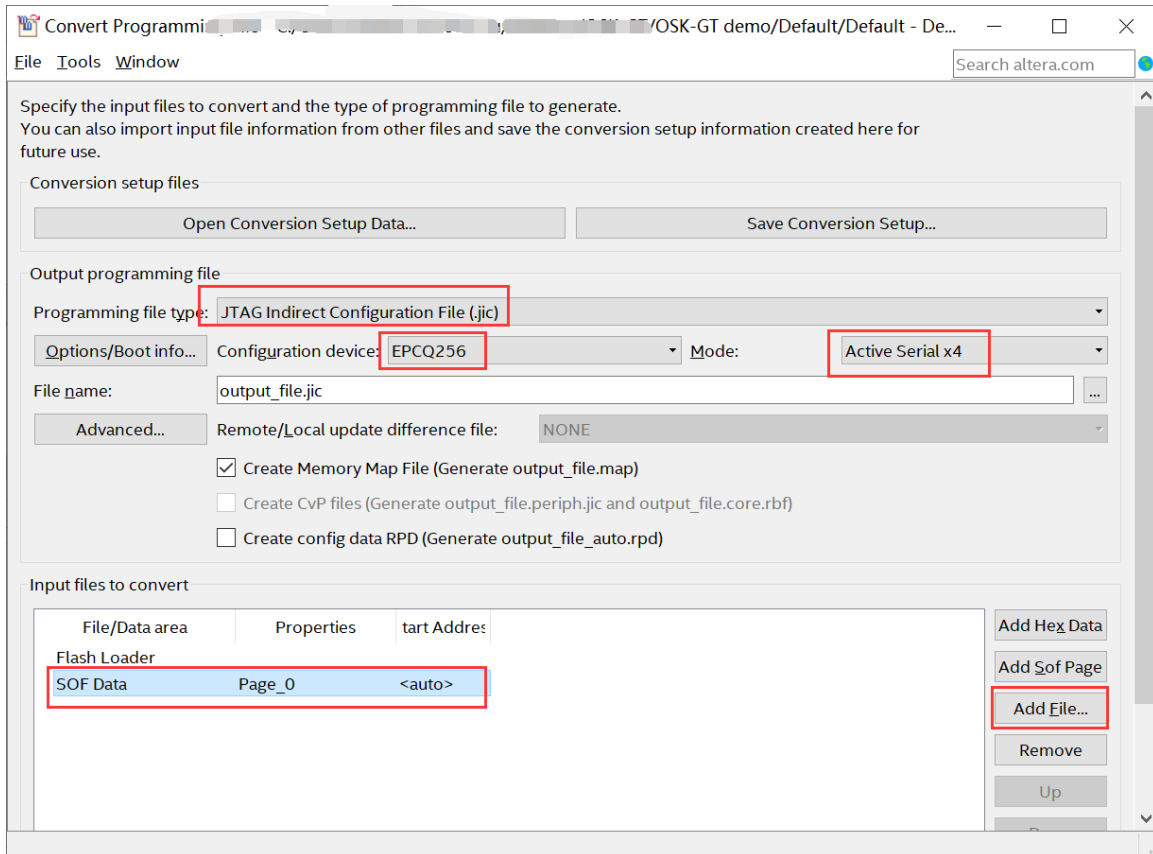 Convert Programmi /OSK-GT demo/Default/Default - De...
File Tools Window
Search altera.com
Specify the input files to convert and the type of programming file to generate.
You can also import input file information from other files and save the conversion setup information created here for
future use.
Conversion setup files
Open Conversion Setup Data... Save Conversion Setup...
Output programming file
Programming file type: JTAG Indirect Configuration File (.jic)
Options/Boot info... Configuration device: EPCQ256 Mode: Active Serial x4
File name: output_file.jic ...
Advanced... Remote/Local update difference file: NONE
Create Memory Map File (Generate output_file.map)
Create CvP files (Generate output_file.periph.jic and output_file.core.rbf)
Create config data RPD (Generate output_file_auto.rpd)
Input files to convert
File/Data area Properties tart Addres
Add Hex Data
Flash Loader
Add Sof Page
SOF Data Page_0 <auto>
Add File...
Remove
Up